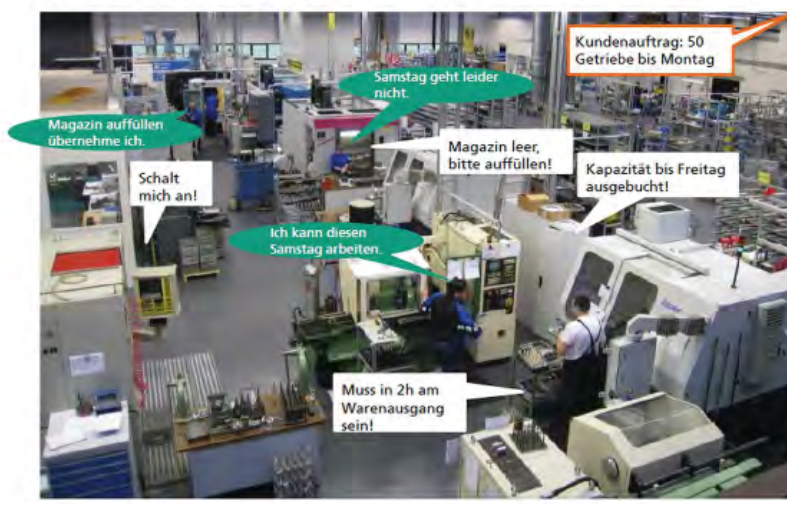 Kundenauftrag: 50
Getriebe bis Montag
Samstag geht leider
nicht.
Magazin auffüllen
übernehme ich.
Magazin leer,
bitte auffüllen!
Schalt
mich an!
Kapazität bis Freitag
ausgebucht!
Ich kann diesen
Samstag arbeiten.
Muss in 2h am
Warenausgang
sein!